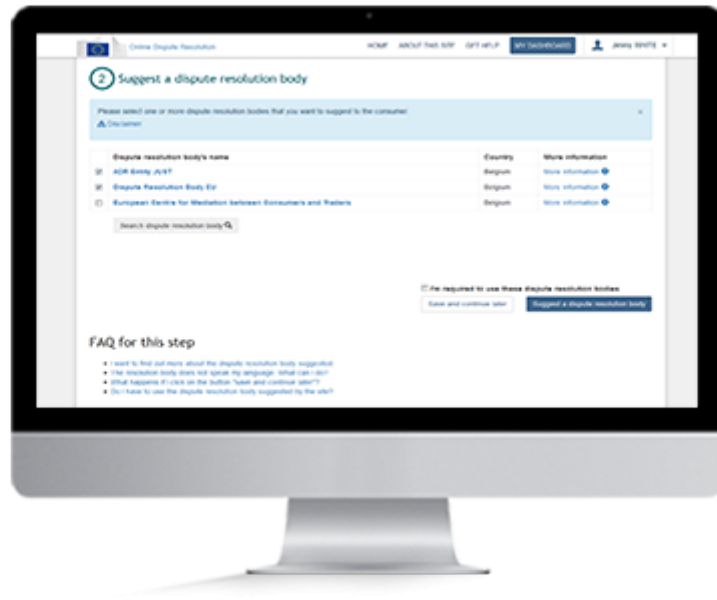 Online Dispute Resolution
HOME ABOUT THIS SITE GET HELP MY DASHBOARD Jenny WHITE
2 Suggest a dispute resolution body
Please select one or more dispute resolution bodies that you want to suggest to the consumer.
Disclaimer
Dispute resolution body's name Country More information
ADR Entity JUST Belgium More information
Dispute Resolution Body EU Belgium More information
European Centre for Mediation between Consumers and Traders Belgium More information
Search dispute resolution body
I'm required to use these dispute resolution bodies
Save and continue later Suggest a dispute resolution body
FAQ for this step
I want to find out more about the dispute resolution body suggested
The resolution body does not speak my language. What can I do?
What happens if I click on the button "save and continue later"?
Do I have to use the dispute resolution body suggested by the site?